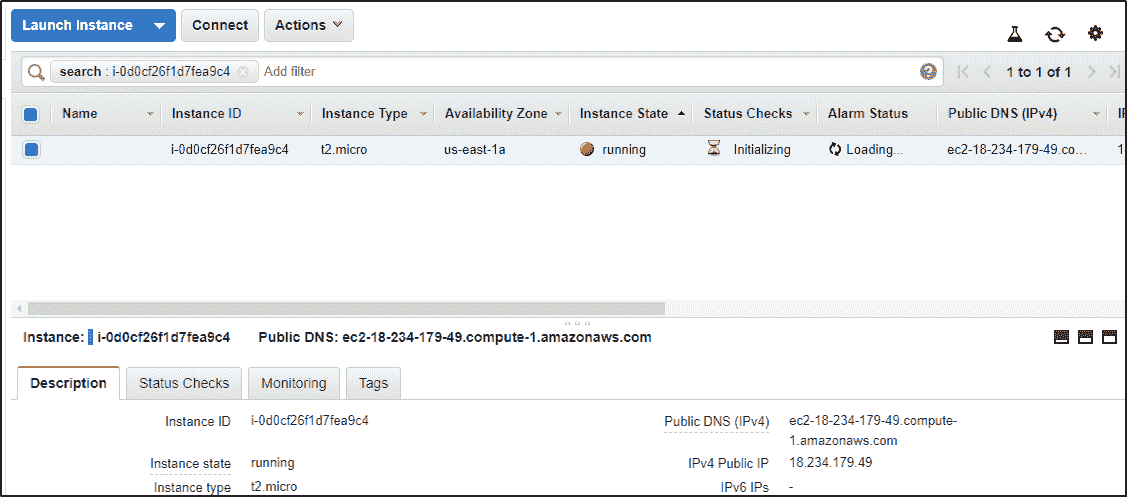 Launch Instance Connect Actions
search : i-0d0cf26f1d7fea9c4 Add filter 1 to 1 of 1
Name Instance ID Instance Type Availability Zone Instance State Status Checks Alarm Status Public DNS (IPv4)
i-0d0cf26f1d7fea9c4 t2.micro us-east-1a running Initializing Loading... ec2-18-234-179-49.co...
Instance: i-0d0cf26f1d7fea9c4 Public DNS: ec2-18-234-179-49.compute-1.amazonaws.com
Description Status Checks Monitoring Tags
Instance ID i-0d0cf26f1d7fea9c4 Public DNS (IPv4) ec2-18-234-179-49.compute-
1.amazonaws.com
Instance state running IPv4 Public IP 18.234.179.49
Instance type t2.micro IPv6 IPs -